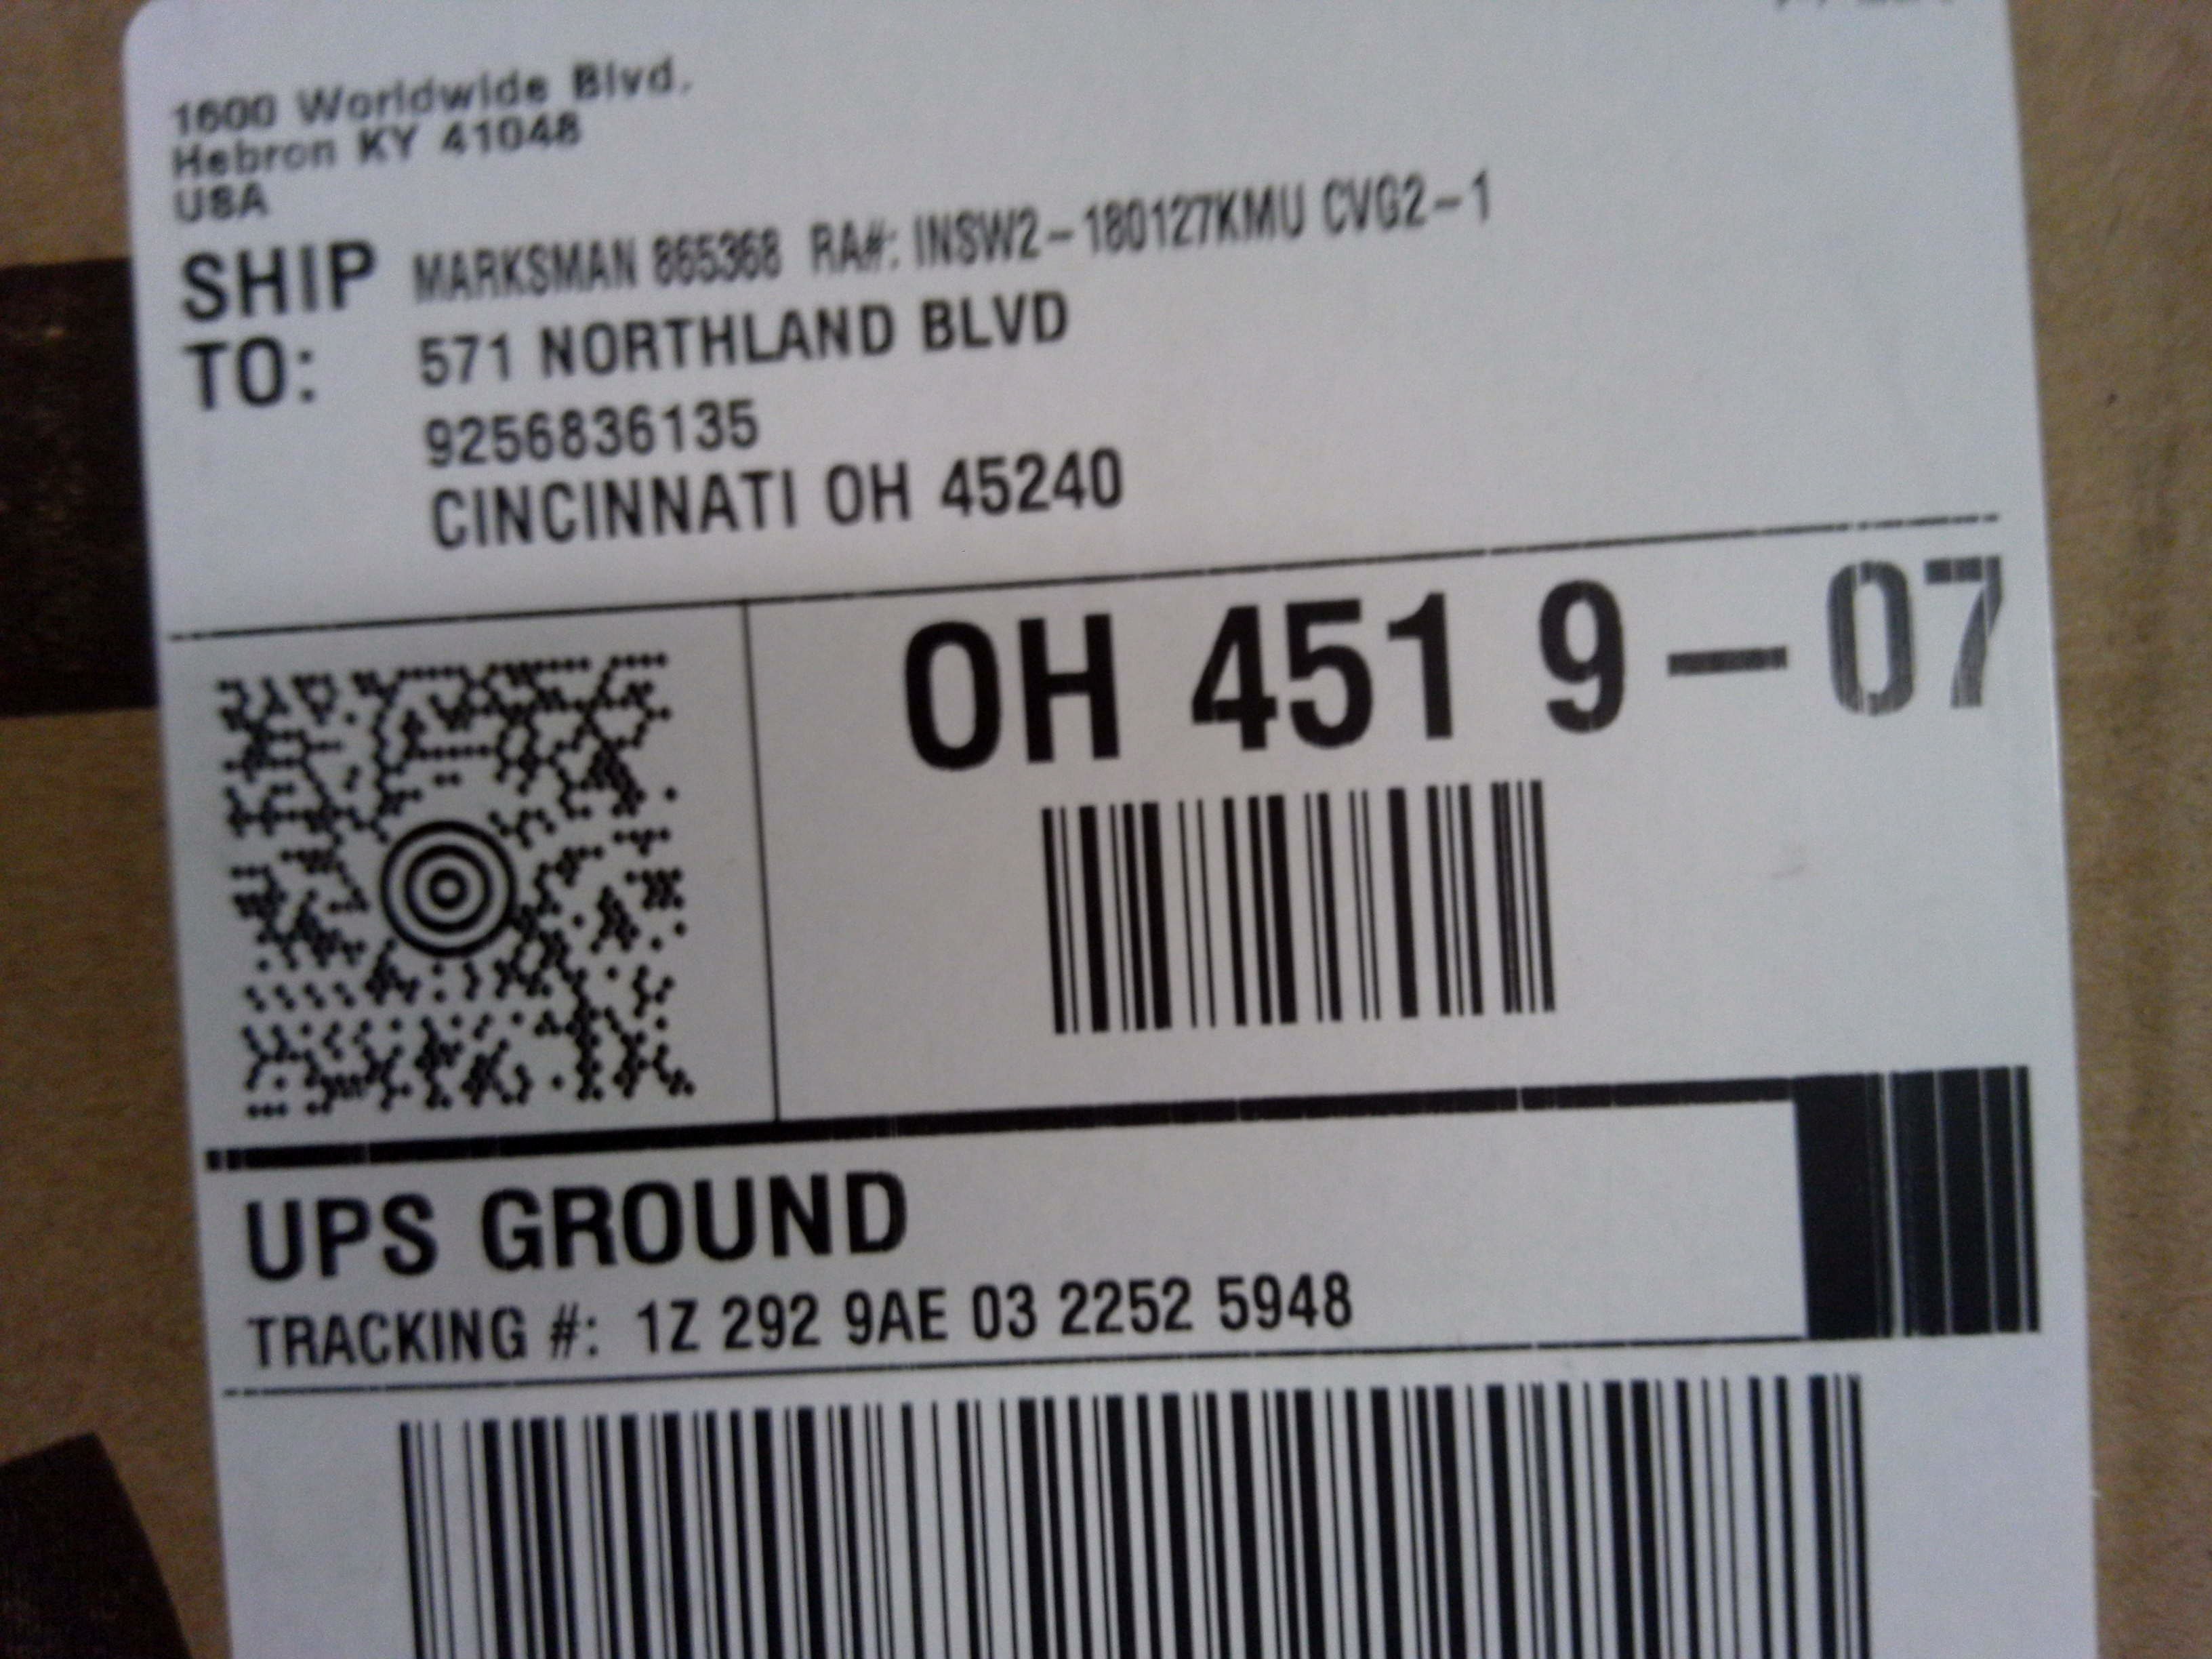 1600 Worldwide Blvd.
Hebron KY 41048
USA
SHIP TO: MARKSMAN 865368 RA#: INSW2-180127KMU CVG2-1
571 NORTHLAND BLVD
9256836135
CINCINNATI OH 45240
OH 451 9-07
UPS GROUND
TRACKING #: 1Z 292 9AE 03 2252 5948